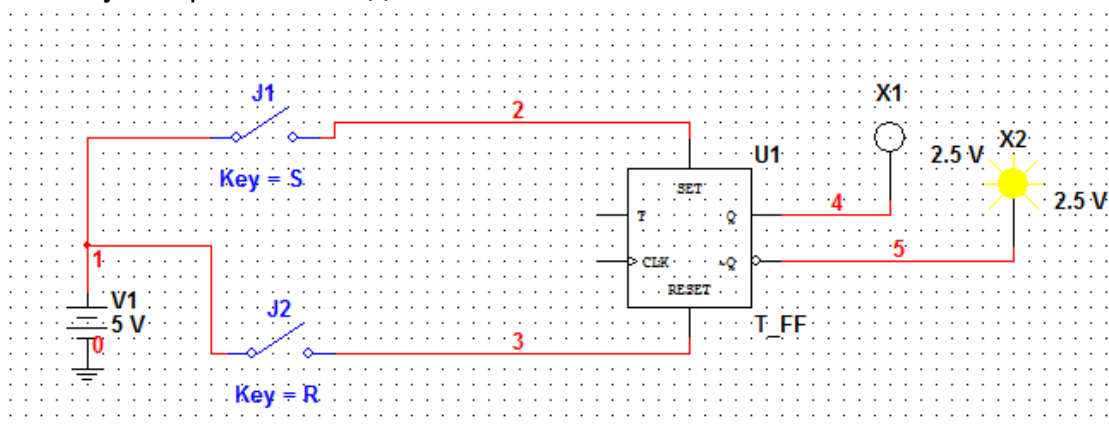 J1
Key = S
2
X1
2.5 V
X2
2.5 V
U1
SET
T
Q
4
CLK
~Q
5
RESET
T_FF
1
V1
5 V
0
J2
Key = R
3